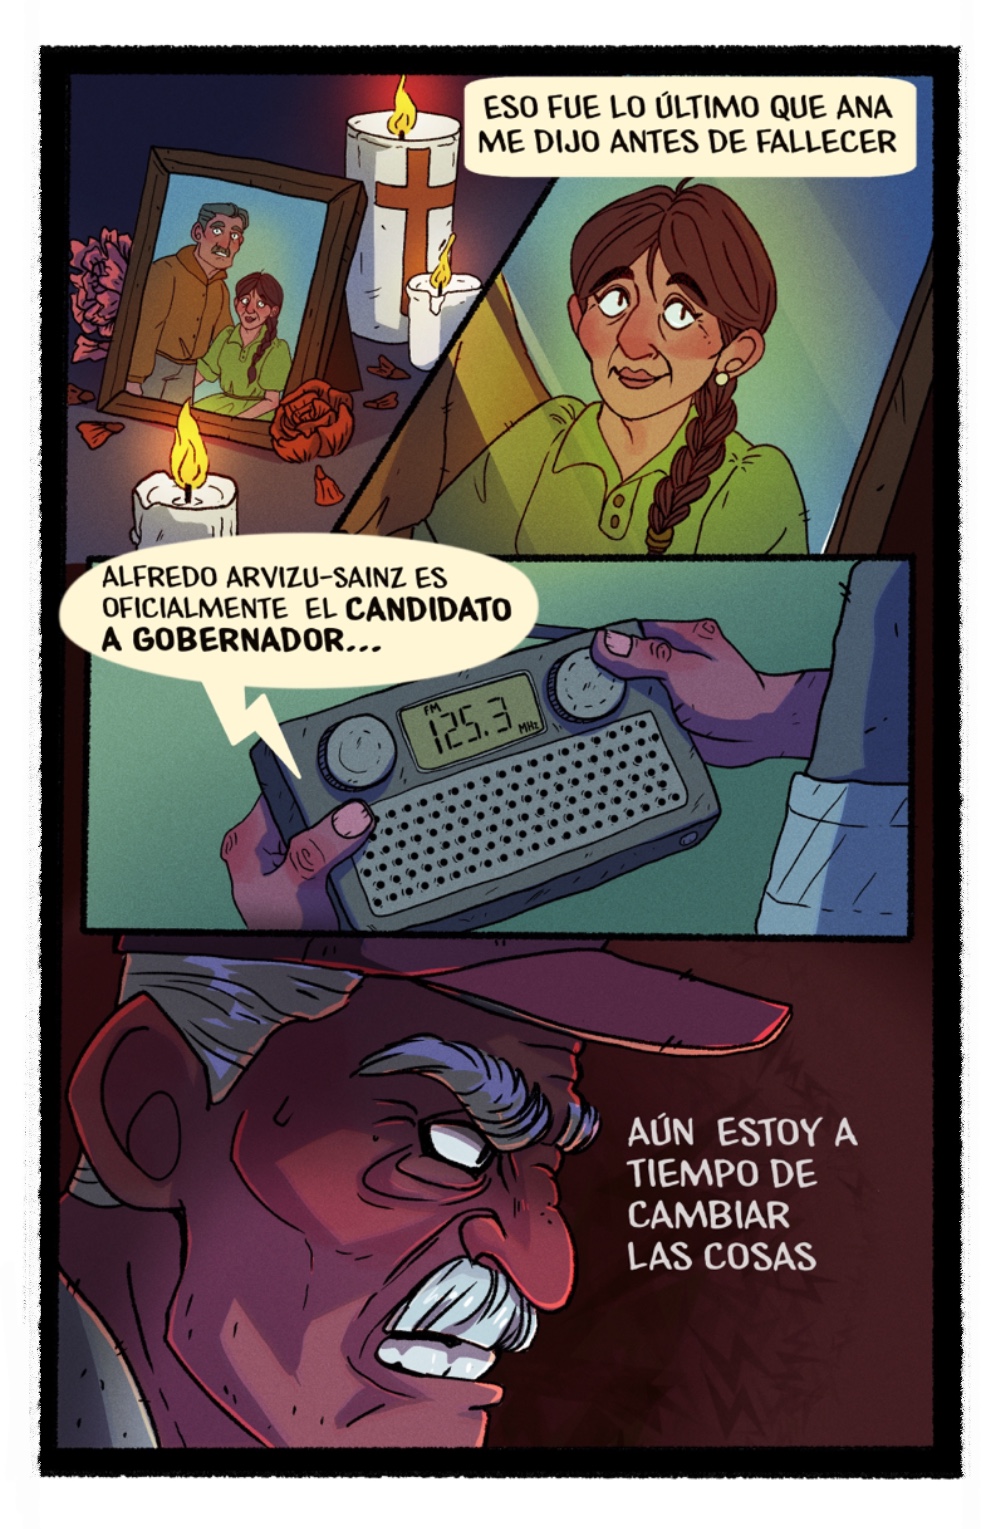 ESO FUE LO ÚLTIMO QUE ANA
ME DIJO ANTES DE FALLECER
ALFREDO ARVIZU-SAINZ ES
OFICIALMENTE EL CANDIDATO
A GOBERNADOR...
FM
125.3 MHz
AÚN ESTOY A
TIEMPO DE
CAMBIAR
LAS COSAS